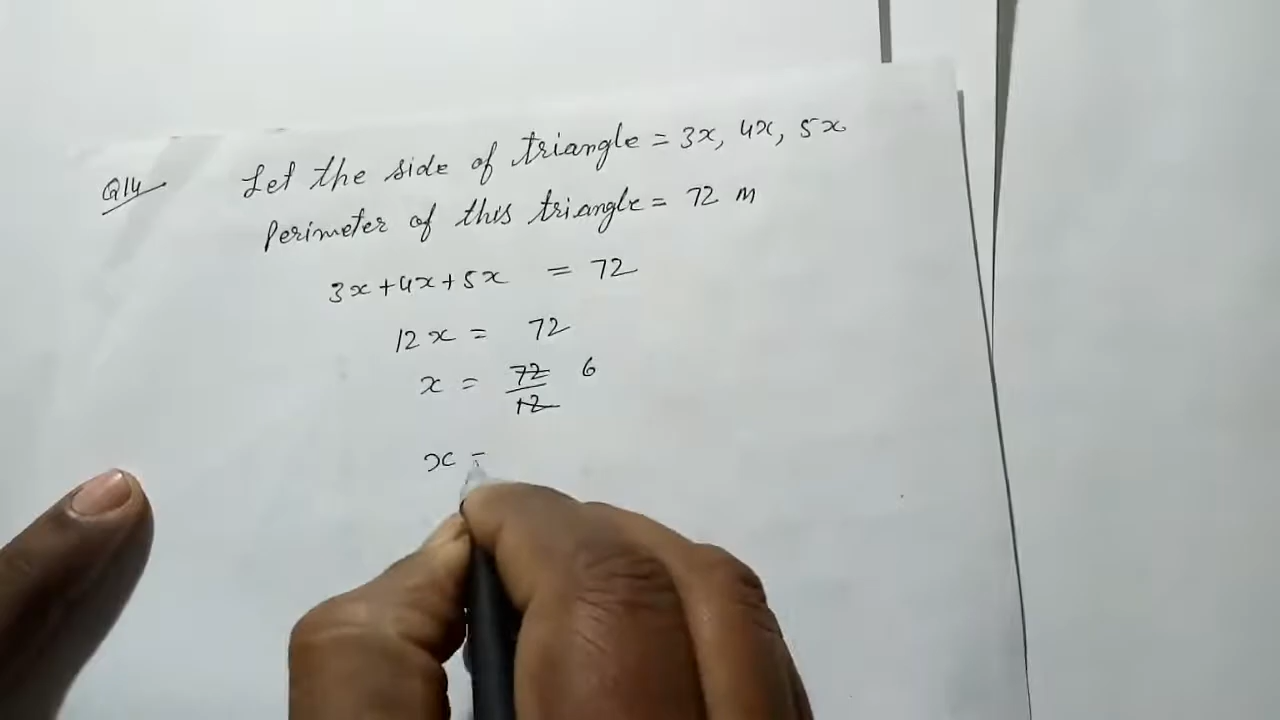 Q14 Let the side of triangle = 3x, 4x, 5x
Perimeter of this triangle = 72 m
3x+4x+5x = 72
12x = 72
x = 72/12 6
x =